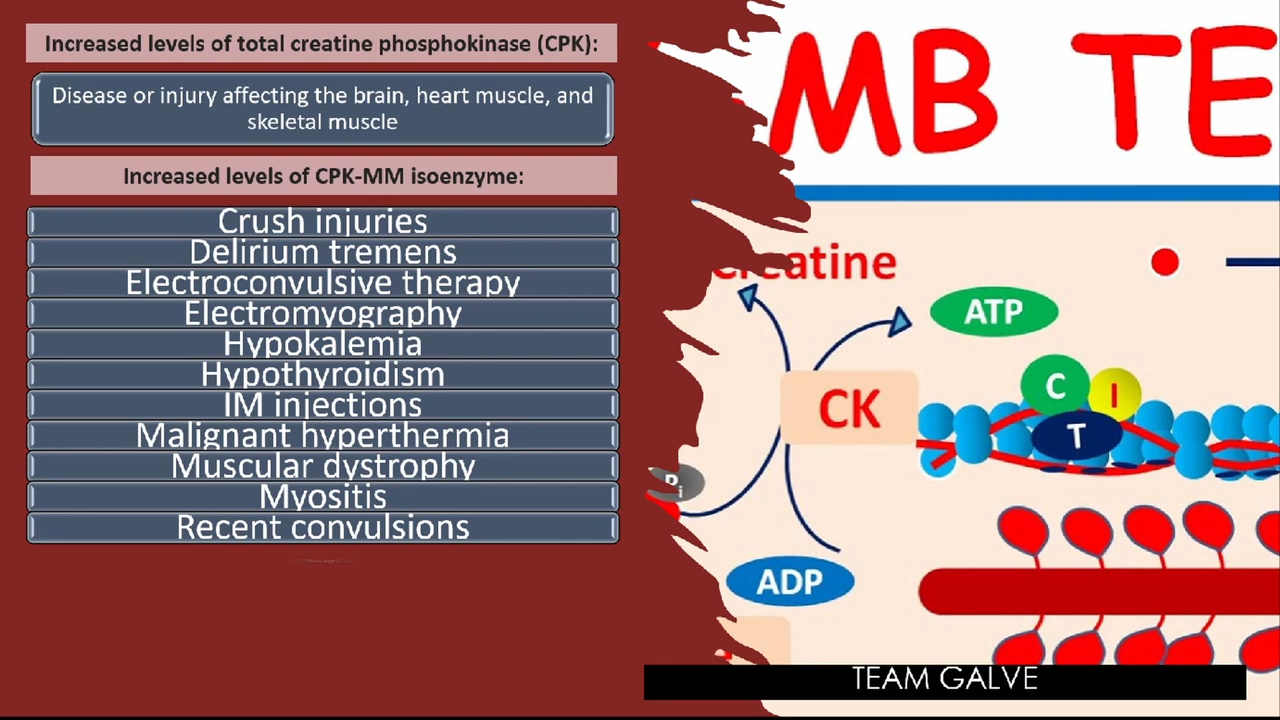 Increased levels of total creatine phosphokinase (CPK):
Disease or injury affecting the brain, heart muscle, and
skeletal muscle
Increased levels of CPK-MM isoenzyme:
Crush injuries
Delirium tremens
Electroconvulsive therapy
Electromyography
Hypokalemia
Hypothyroidism
IM injections
Malignant hyperthermia
Muscular dystrophy
Myositis
Recent convulsions
MB TE
Creatine
ATP
CK
C
I
T
Pi
ADP
TEAM GALVE